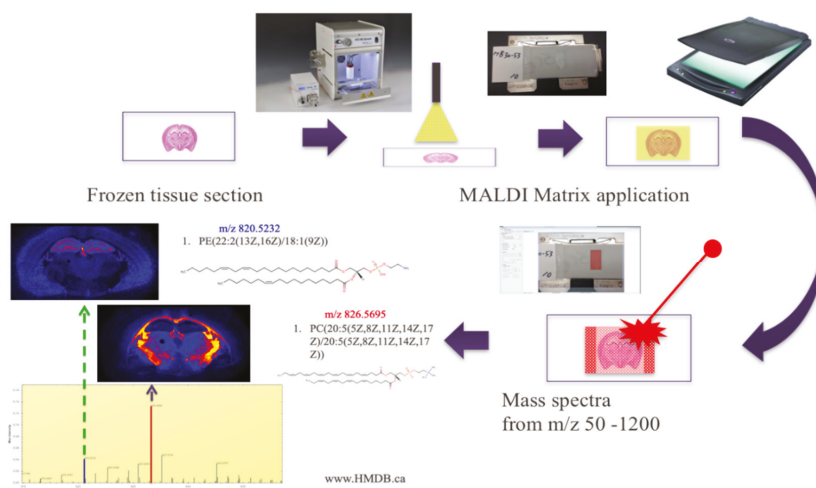 Frozen tissue section
MALDI Matrix application
m/z 820.5232
1. PE(22:2(13Z,16Z)/18:1(9Z))
m/z 826.5695
1. PC(20:5(5Z,8Z,11Z,14Z,17
Z)/20:5(5Z,8Z,11Z,14Z,17
Z))
Mass spectra
from m/z 50 -1200
www.HMDB.ca